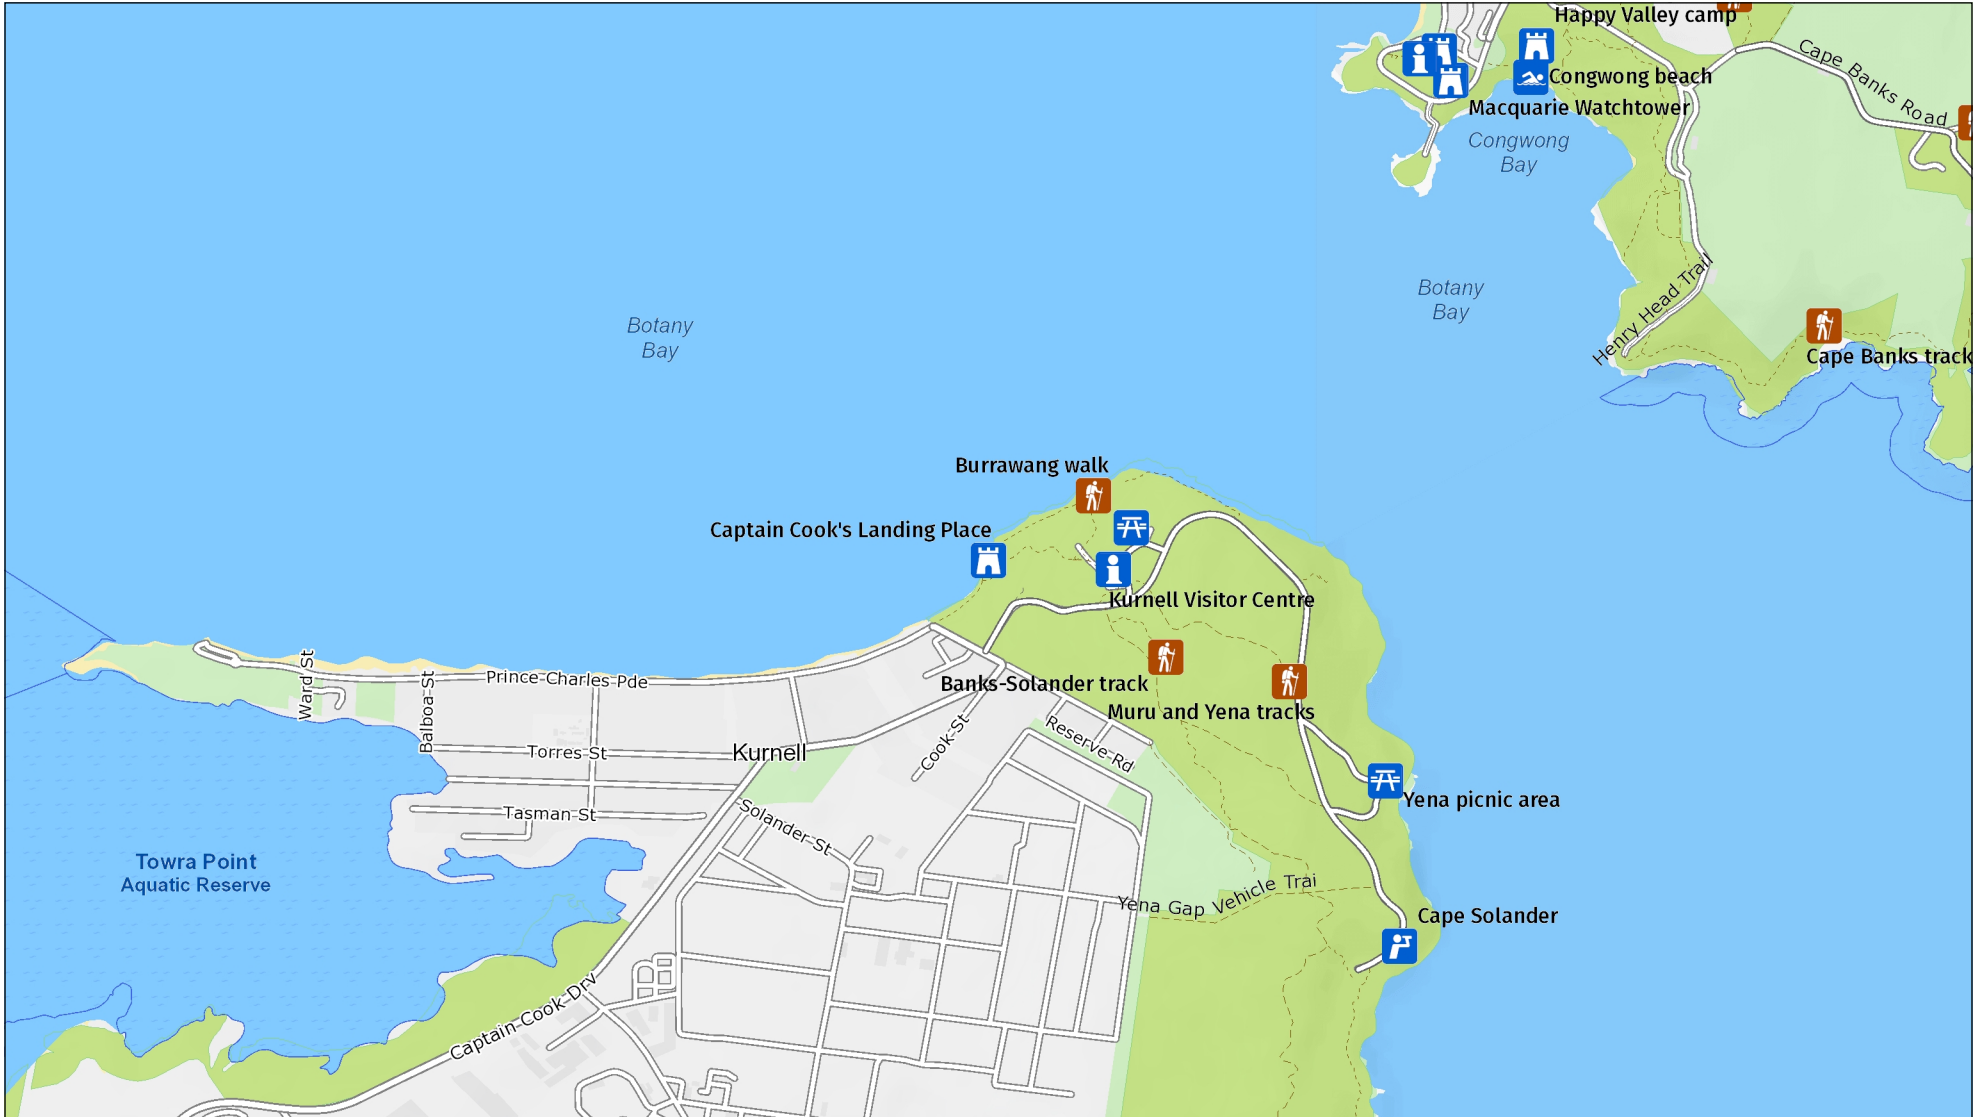 Happy Valley camp
Cape Banks Road
Congwong beach
Macquarie Watchtower
Congwong
Bay
Botany
Bay
Henry Head Trail
Botany
Bay
Cape Banks track
Burrawang walk
Captain Cook's Landing Place
Kurnell Visitor Centre
Ward St
Prince Charles Pde
Banks-Solander track
Balboa St
Muru and Yena tracks
Cook St
Reserve Rd
Torres St
Kurnell
Yena picnic area
Tasman St
Solander St
Towra Point
Aquatic Reserve
Yena Gap Vehicle Trai
Cape Solander
Captain Cook Drv